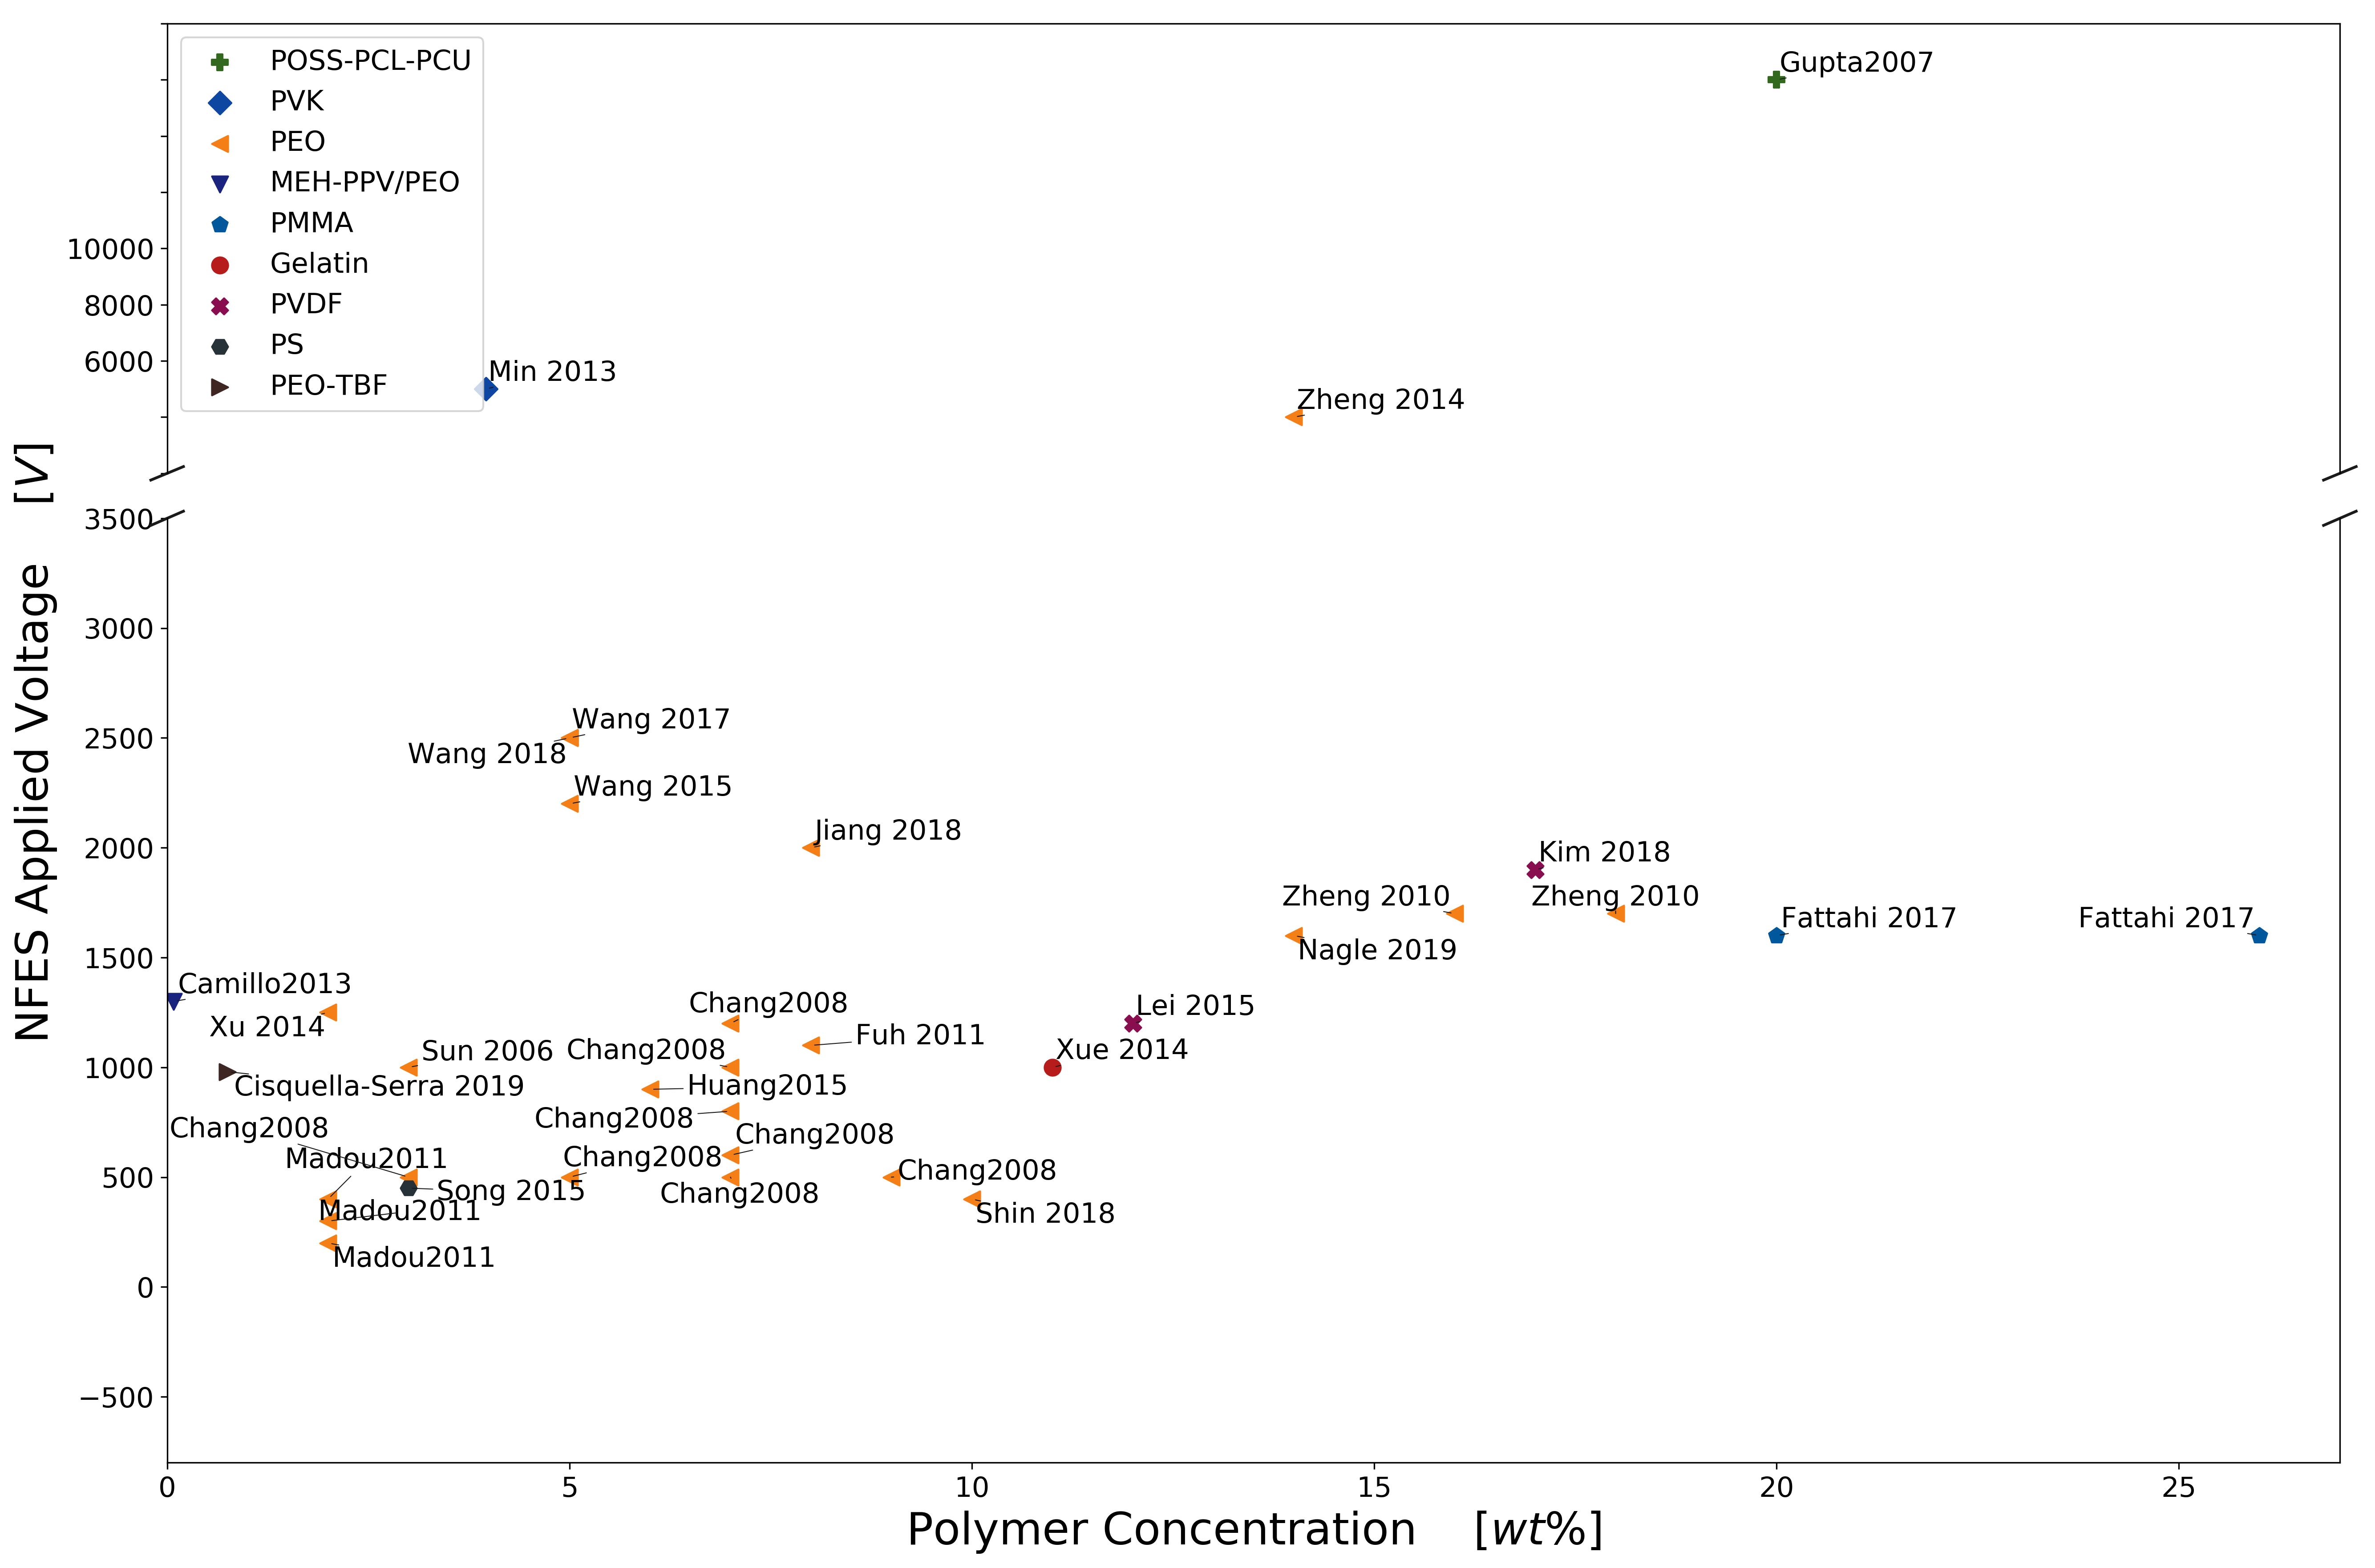 Gupta2007
POSS-PCL-PCU
PVK
PEO
MEH-PPV/PEO
PMMA
Gelatin
PVDF
PS
PEO-TBF
10000
8000
6000
Min 2013
Zheng 2014
NFES Applied Voltage [V]
3500
3000
2500
2000
1500
1000
500
0
−500
Wang 2017
Wang 2018
Wang 2015
Jiang 2018
Kim 2018
Zheng 2010
Zheng 2010
Fattahi 2017
Fattahi 2017
Nagle 2019
Camillo2013
Xu 2014
Chang2008
Lei 2015
Fuh 2011
Sun 2006
Chang2008
Xue 2014
Cisquella-Serra 2019
Huang2015
Chang2008
Chang2008
Chang2008
Madou2011
Chang2008
Chang2008
Song 2015
Chang2008
Madou2011
Shin 2018
Madou2011
0
5
10
15
20
25
Polymer Concentration [wt%]